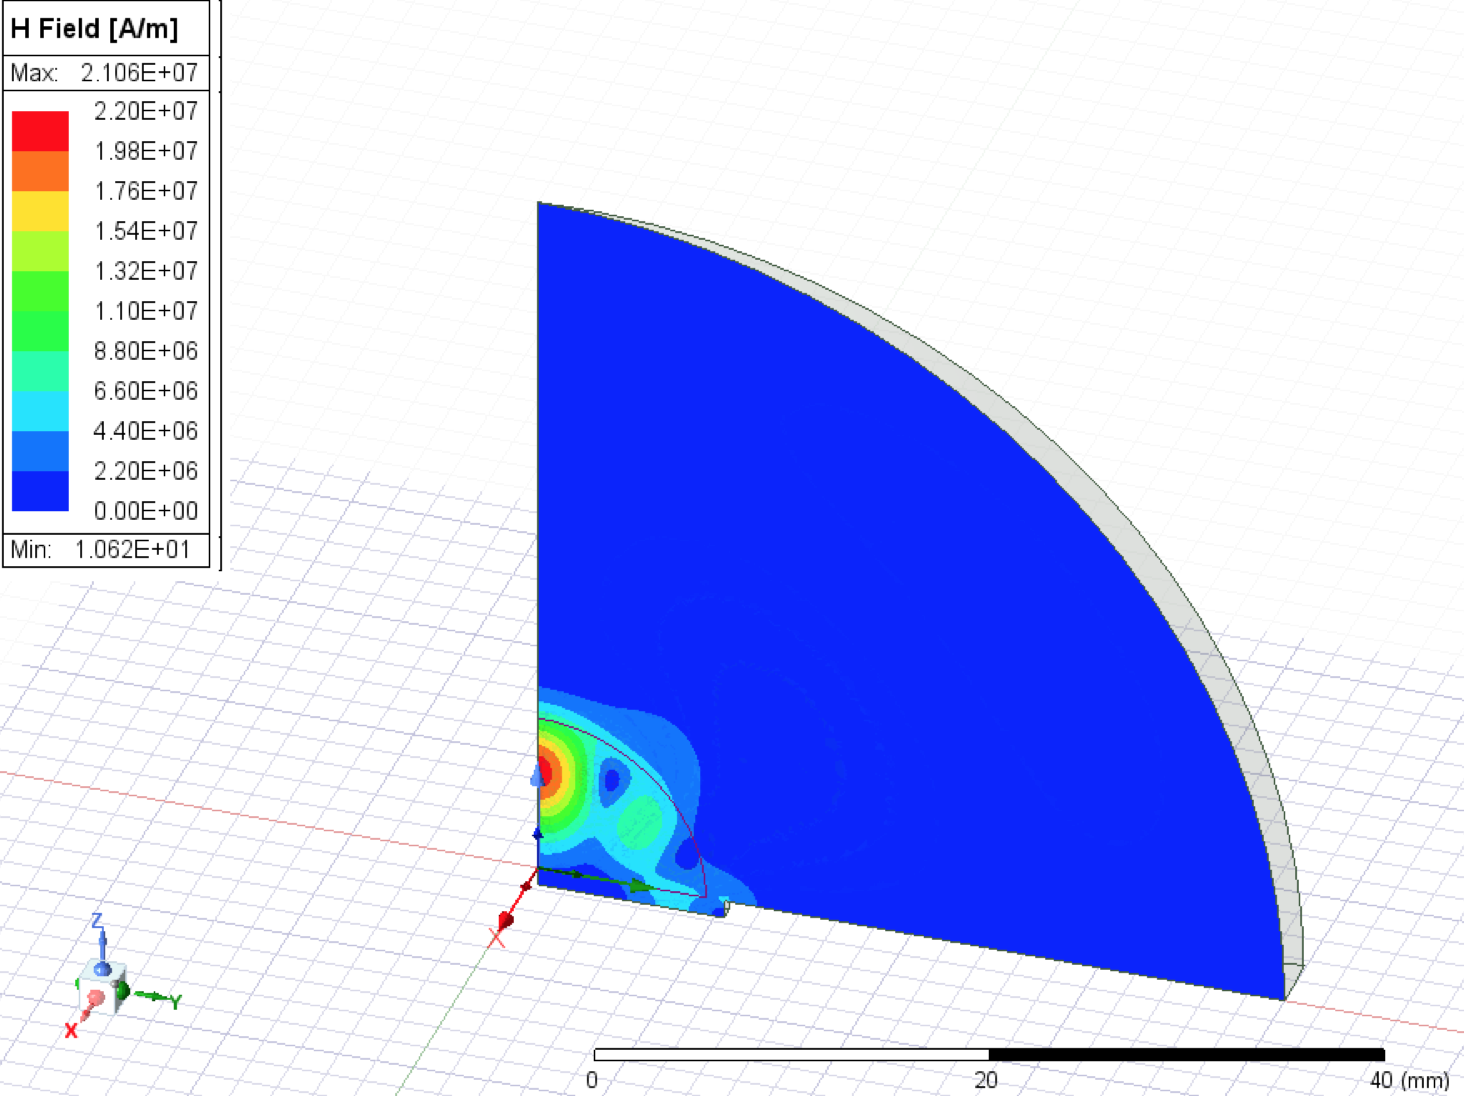 H Field [A/m]
Max: 2.106E+07
2.20E+07
1.98E+07
1.76E+07
1.54E+07
1.32E+07
1.10E+07
8.80E+06
6.60E+06
4.40E+06
2.20E+06
0.00E+00
Min: 1.062E+01
X
Z
Y
X
0 20 40 (mm)